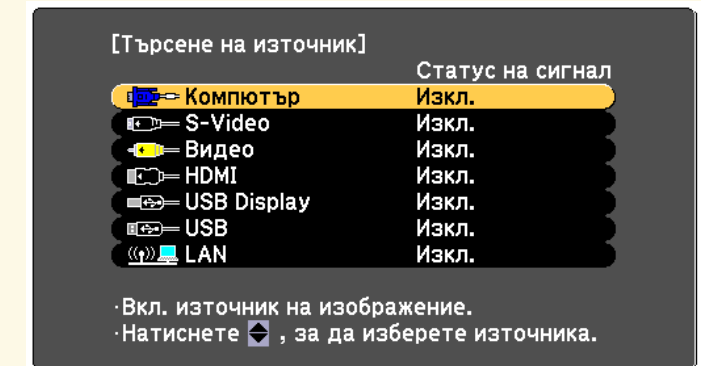 [Търсене на източник]
Статус на сигнал
Компютър Изкл.
S-Video Изкл.
Видео Изкл.
HDMI Изкл.
USB Display Изкл.
USB Изкл.
LAN Изкл.
·Вкл. източник на изображение.
·Натиснете , за да изберете източника.